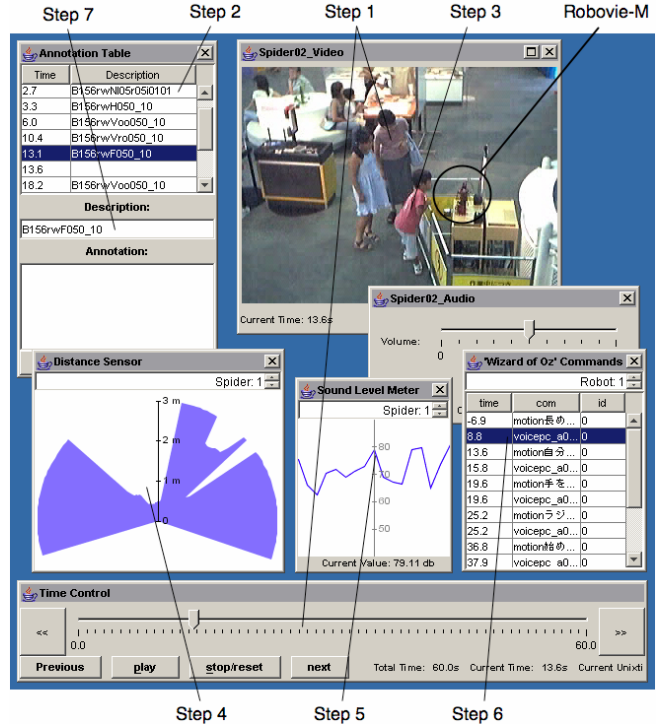 Step 7
Step 2
Step 1
Step 3
Robovie-M
Annotation Table
Time Description
2.7 B156rwNl05r05i0101
3.3 B156rwH050_10
6.0 B156rwVoo050_10
10.4 B156rwVro050_10
13.1 B156rwF050_10
13.6
18.2 B156rwVoo050_10
Description:
B156rwF050_10
Annotation:
Spider02_Video
Current Time: 13.6s
Spider02_Audio
Volume:
0
Distance Sensor
Spider: 1
3 m
2 m
1 m
0
Sound Level Meter
Spider: 1
80
70
60
50
Current Value: 79.11 db
'Wizard of Oz' Commands
Robot: 1
time com id
-6.9 motion長め... 0
8.8 voicepc_a0... 0
13.6 motion自分... 0
15.8 voicepc_a0... 0
19.6 motion手を... 0
19.6 voicepc_a0... 0
25.2 motionラジ... 0
25.2 voicepc_a0... 0
36.8 motion始め... 0
37.9 voicepc_a0... 0
Time Control
<<
>>
0.0
60.0
Previous play stop/reset next Total Time: 60.0s Current Time: 13.6s Current Unixti
Step 4
Step 5
Step 6